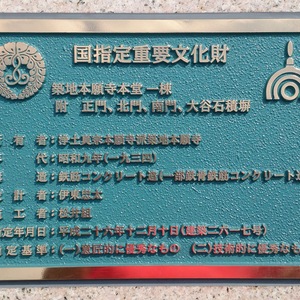 国指定重要文化財
築地本願寺本堂 一棟
附 正門、北門、南門、大谷石積塀
有 者：浄土真宗本願寺派築地本願寺
代：昭和九年（一九三四）
造：鉄筋コンクリート造（一部鉄骨鉄筋コンクリート造
計 者：伊東忠太
工 者：松井組
定年月日：平成二十六年十二月十日（建第二六一七号）
定基準：（一）意匠的に優秀なもの （二）技術的に優秀な